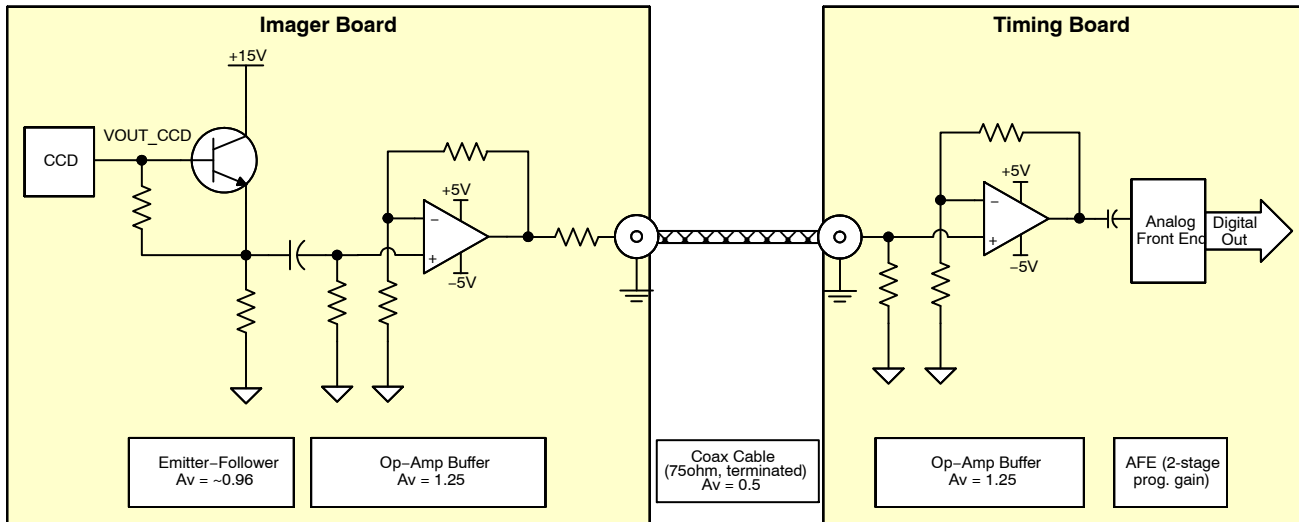 Imager Board
Timing Board
+15V
VOUT_CCD
CCD
+5V
−
+
−5V
+5V
−
+
−5V
Analog
Front End
Digital
Out
Emitter−Follower
Av = ~0.96
Op−Amp Buffer
Av = 1.25
Coax Cable
(75ohm, terminated)
Av = 0.5
Op−Amp Buffer
Av = 1.25
AFE (2-stage
prog. gain)